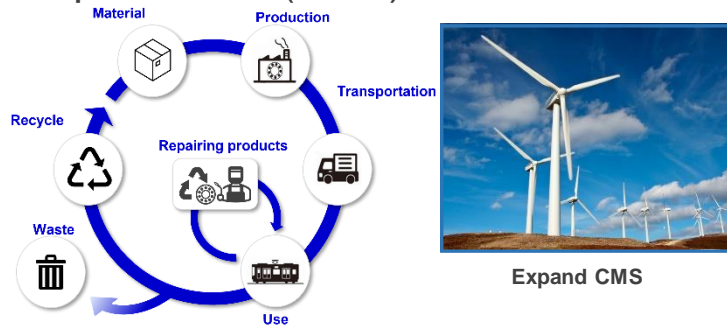 Material
Production
Transportation
Recycle
Repairing products
Waste
Use
Expand CMS